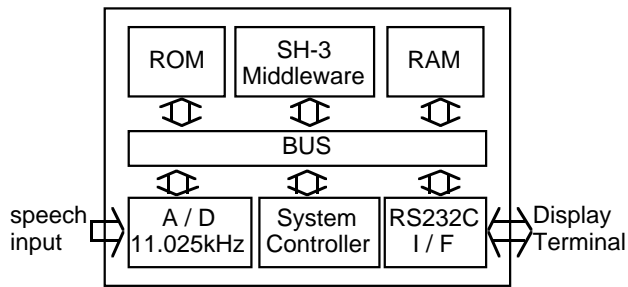 ROM
SH-3
Middleware
RAM
BUS
speech
input
A / D
11.025kHz
System
Controller
RS232C
I / F
Display
Terminal